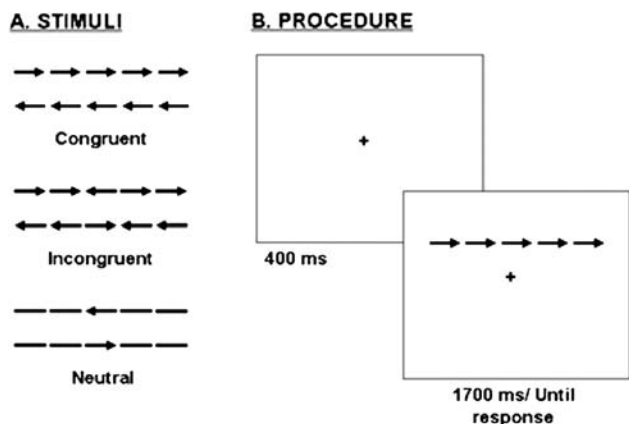 A. STIMULI
B. PROCEDURE
Congruent
Incongruent
Neutral
400 ms
1700 ms/ Until
response